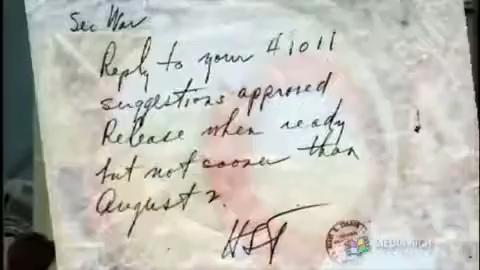 Sec War
Reply to your 41011
suggestions approved
Release when ready
but not sooner than
August 2.
HST